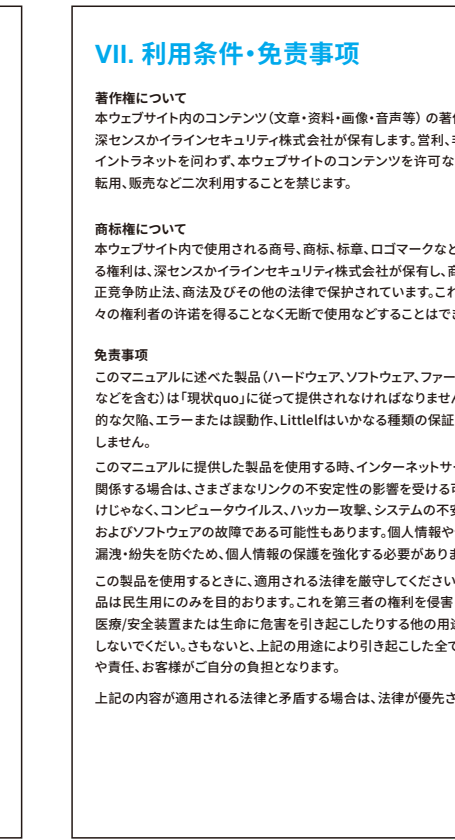 VII. 利用条件・免责事项
著作権について
本ウェブサイト内のコンテンツ（文章・资料・画像・音声等）の著
深センスかイラインセキュリティ株式会社が保有します。営利、
イントラネットを问わず、本ウェブサイトのコンテンツを许可な
転用、販売など二次利用することを禁じます。
商标権について
本ウェブサイト内で使用される商号、商标、标章、ロゴマークなど
る権利は、深センスかイラインセキュリティ株式会社が保有し、商
正竞争防止法、商法及びその他の法律で保护されています。これ
々の権利者の许诺を得ることなく无断で使用などすることはで
免责事项
このマニュアルに述べた製品（ハードウェア、ソフトウェア、ファー
などを含む）は「现状quo」に従って提供されなければなりません
的な欠陥、エラーまたは誤動作、Littlelfはいかなる種類の保証
しません。
このマニュアルに提供した製品を使用する時、インターネットサ
関係する場合は、さまざまなリンクの不安定性の影響を受ける
けじゃなく、コンピュータウイルス、ハッカー攻撃、システムの不
およびソフトウェアの故障である可能性もあります。個人情報や
漏洩・紛失を防ぐため、個人情報の保護を強化する必要がありま
この製品を使用するときに、適用される法律を厳守してください
品は民生用にのみを目的おります。これを第三者の権利を侵害
医療/安全装置または生命に危害を引き起こしたりする他の用
しないでくだい。さもないと、上記の用途により引き起こした全て
や責任、お客様がご自分の負担となります。
上記の内容が適用される法律と矛盾する場合は、法律が優先さ